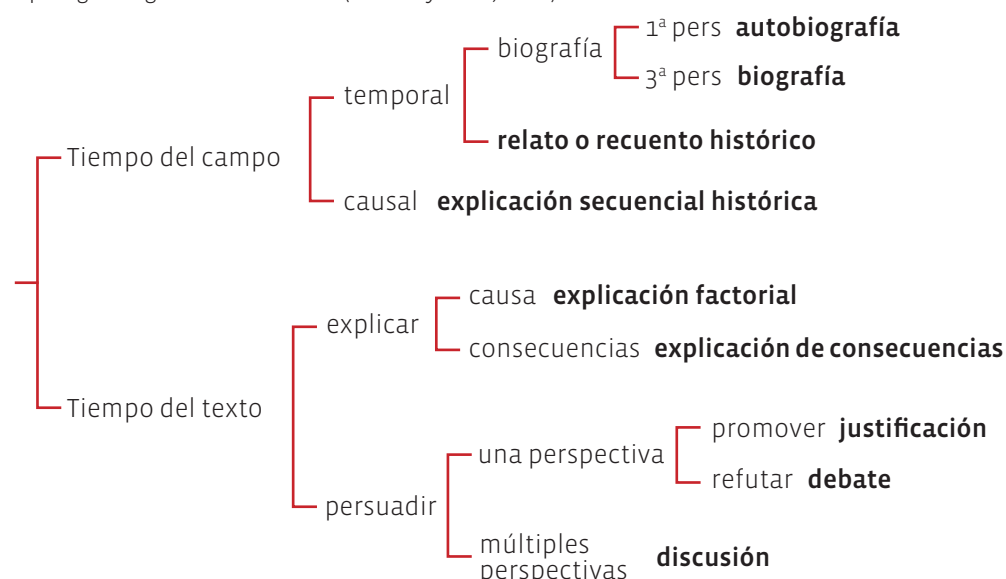 1ª pers autobiografía
biografía
3ª pers biografía
temporal
relato o recuento histórico
Tiempo del campo
causal explicación secuencial histórica
causa explicación factorial
explicar
consecuencias explicación de consecuencias
Tiempo del texto
promover justificación
una perspectiva
refutar debate
persuadir
múltiples
perspectivas
discusión